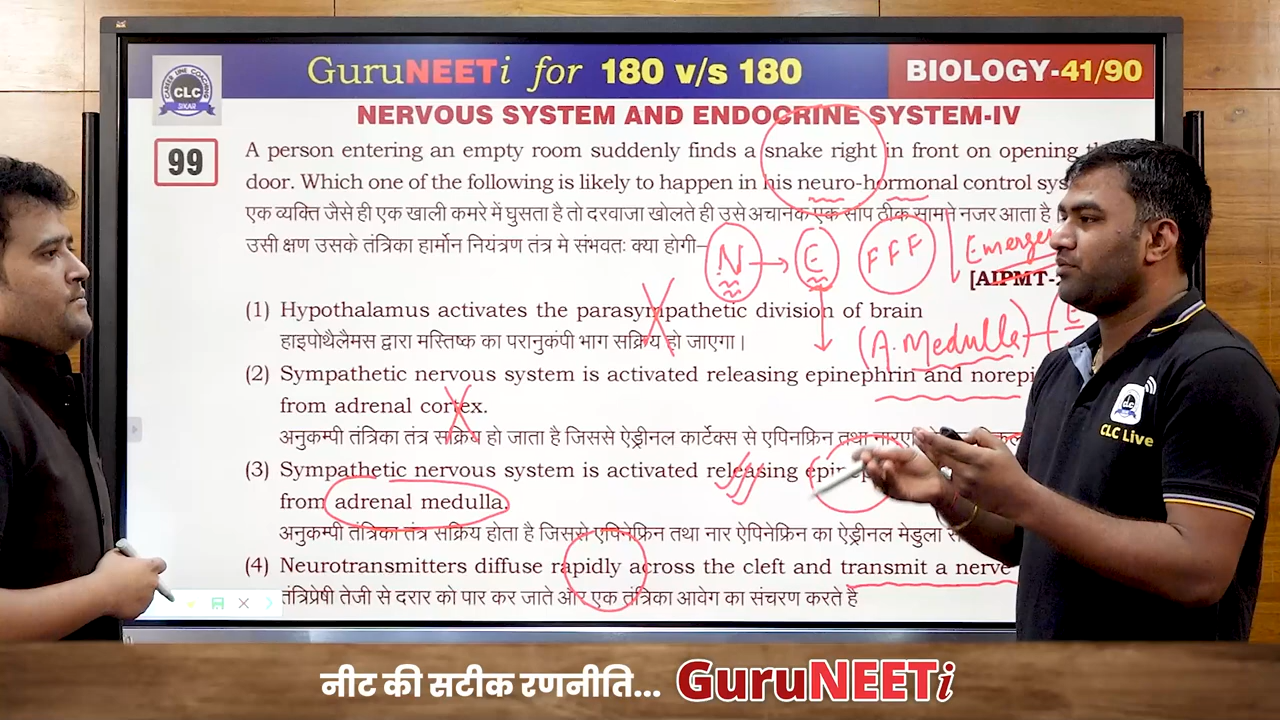 GuruNEETi for 180 v/s 180
BIOLOGY-41/90
CLC
SIKAR
NERVOUS SYSTEM AND ENDOCRINE SYSTEM-IV
99
A person entering an empty room suddenly finds a snake right in front on opening
door. Which one of the following is likely to happen in his neuro-hormonal control
एक व्यक्ति जैसे ही एक खाली कमरे में घुसता है तो दरवाजा खोलते ही उसे अचानक एक सांप ठीक सामने नजर आता है
उसी क्षण उसके तंत्रिका हार्मोन नियंत्रण तंत्र मे संभवतः क्या होगी–
N → E FFF
[AIPMT-
(1) Hypothalamus activates the parasympathetic division of brain
हाइपोथैलैमस द्वारा मस्तिष्क का परानुकंपी भाग सक्रिय हो जाएगा।
(A. Medulla)
(2) Sympathetic nervous system is activated releasing epinephrin and
from adrenal cortex.
अनुकम्पी तंत्रिका तंत्र सक्रिय हो जाता है जिससे ऐड्रीनल कार्टेक्स से एपिनफ्रिन तथा
(3) Sympathetic nervous system is activated releasing
from adrenal medulla.
अनुकम्पी तंत्रिका तंत्र सक्रिय होता है जिससे एपिनेफ्रिन तथा नार ऐपिनेफ्रिन का ऐड्रीनल मेडुला
(4) Neurotransmitters diffuse rapidly across the cleft and transmit a nerve
तंत्रिप्रेषी तेजी से दरार को पार कर जाते और एक तंत्रिका आवेग का संचरण करते है
CLC Live
नीट की सटीक रणनीति... GuruNEETi